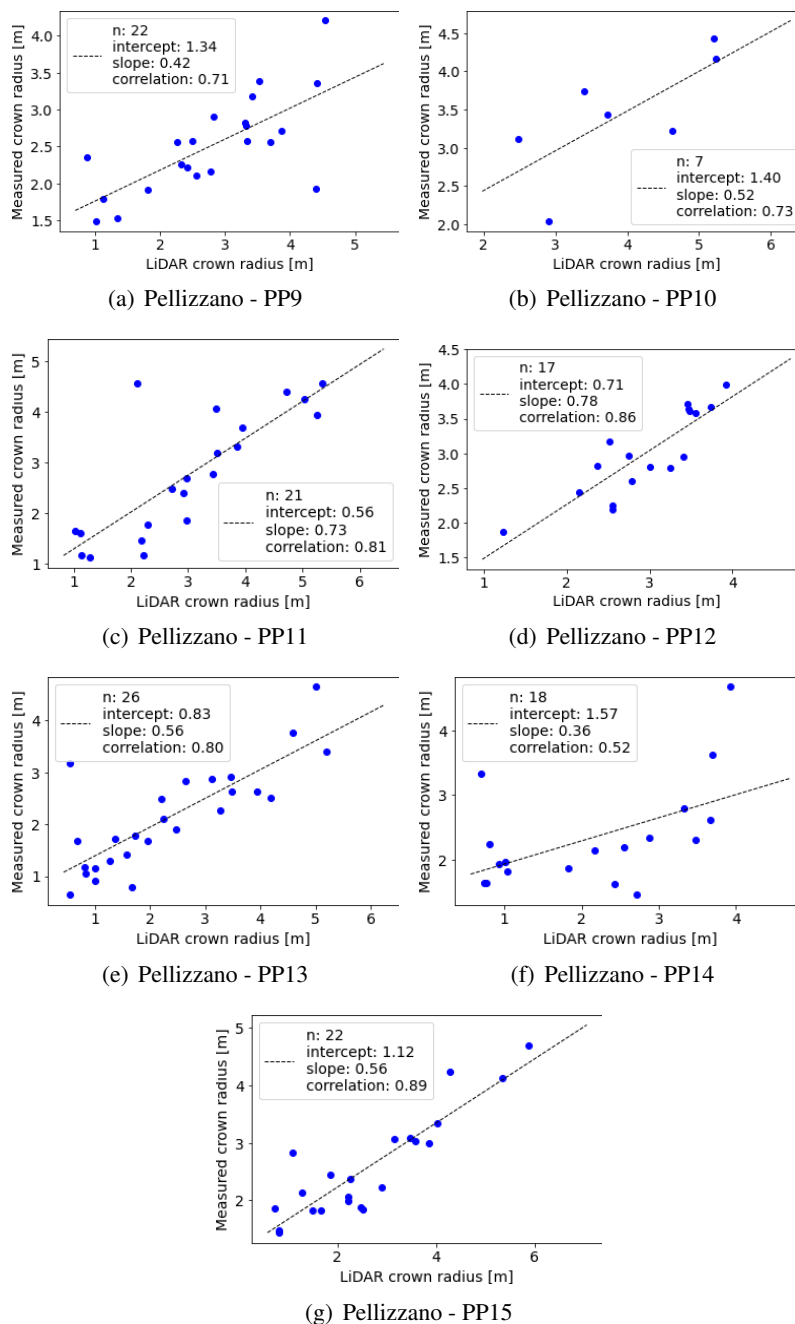 Measured crown radius [m]
4.0
3.5
3.0
2.5
2.0
1.5
n: 22
intercept: 1.34
slope: 0.42
correlation: 0.71
1 2 3 4 5
LiDAR crown radius [m]
(a) Pellizzano - PP9
Measured crown radius [m]
4.5
4.0
3.5
3.0
2.5
2.0
n: 7
intercept: 1.40
slope: 0.52
correlation: 0.73
2 3 4 5 6
LiDAR crown radius [m]
(b) Pellizzano - PP10
Measured crown radius [m]
5
4
3
2
1
n: 21
intercept: 0.56
slope: 0.73
correlation: 0.81
1 2 3 4 5 6
LiDAR crown radius [m]
(c) Pellizzano - PP11
Measured crown radius [m]
4.5
4.0
3.5
3.0
2.5
2.0
1.5
n: 17
intercept: 0.71
slope: 0.78
correlation: 0.86
1 2 3 4
LiDAR crown radius [m]
(d) Pellizzano - PP12
Measured crown radius [m]
4
3
2
1
n: 26
intercept: 0.83
slope: 0.56
correlation: 0.80
1 2 3 4 5 6
LiDAR crown radius [m]
(e) Pellizzano - PP13
Measured crown radius [m]
4
3
2
n: 18
intercept: 1.57
slope: 0.36
correlation: 0.52
1 2 3 4
LiDAR crown radius [m]
(f) Pellizzano - PP14
Measured crown radius [m]
5
4
3
2
n: 22
intercept: 1.12
slope: 0.56
correlation: 0.89
2 4 6
LiDAR crown radius [m]
(g) Pellizzano - PP15